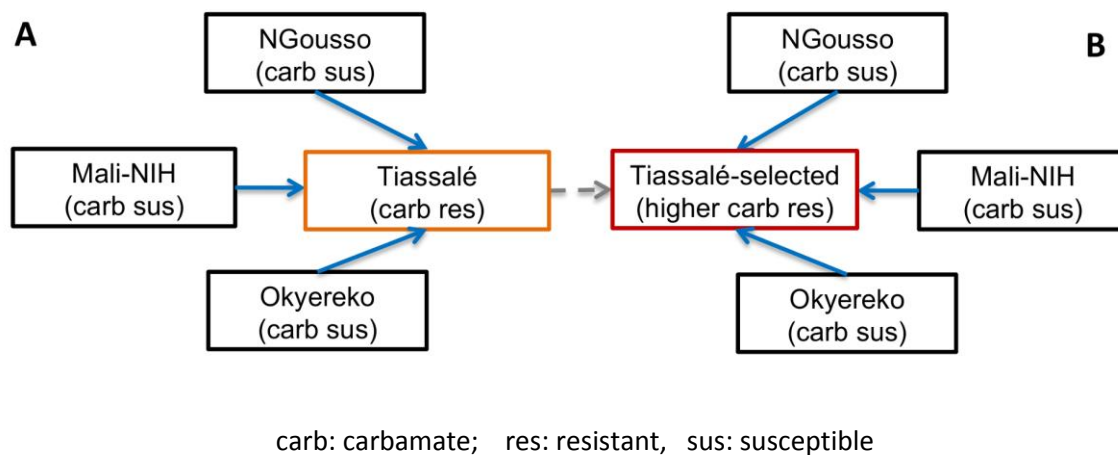 A
B
NGousso
(carb sus)
NGousso
(carb sus)
Mali-NIH
(carb sus)
Tiassalé
(carb res)
Tiassalé-selected
(higher carb res)
Mali-NIH
(carb sus)
Okyereko
(carb sus)
Okyereko
(carb sus)
carb: carbamate; res: resistant, sus: susceptible